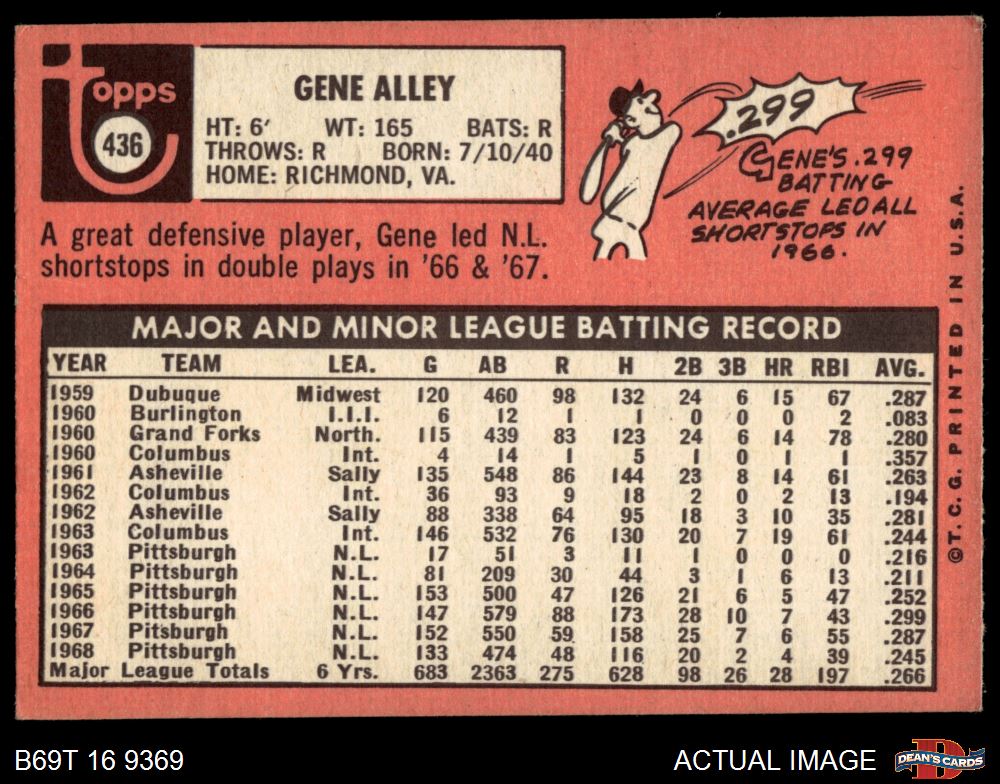 topps
436
GENE ALLEY
HT: 6′ WT: 165 BATS: R
THROWS: R BORN: 7/10/40
HOME: RICHMOND, VA.
.299
GENE'S .299
BATTING
AVERAGE LED ALL
SHORTSTOPS IN
1966.
A great defensive player, Gene led N.L.
shortstops in double plays in '66 & '67.
MAJOR AND MINOR LEAGUE BATTING RECORD
YEAR TEAM LEA. G AB R H 2B 3B HR RBI AVG.
1959 Dubuque Midwest 120 460 98 132 24 6 15 67 .287
1960 Burlington I.I.I. 6 12 1 1 0 0 0 2 .083
1960 Grand Forks North. 115 439 83 123 24 6 14 78 .280
1960 Columbus Int. 4 14 1 5 1 0 1 1 .357
1961 Asheville Sally 135 548 86 144 23 8 14 61 .263
1962 Columbus Int. 36 93 9 18 2 0 2 13 .194
1962 Asheville Sally 88 338 64 95 18 3 10 35 .281
1963 Columbus Int. 146 532 76 130 20 7 19 61 .244
1963 Pittsburgh N.L. 17 51 3 11 1 0 0 0 .216
1964 Pittsburgh N.L. 81 209 30 44 3 1 6 13 .211
1965 Pittsburgh N.L. 153 500 47 126 21 6 5 47 .252
1966 Pittsburgh N.L. 147 579 88 173 28 10 7 43 .299
1967 Pitsburgh N.L. 152 550 59 158 25 7 6 55 .287
1968 Pittsburgh N.L. 133 474 48 116 20 2 4 39 .245
Major League Totals 6 Yrs. 683 2363 275 628 98 26 28 197 .266
©T. C. G. PRINTED IN U.S.A.
B69T 16 9369
ACTUAL IMAGE
DEAN'S CARDS